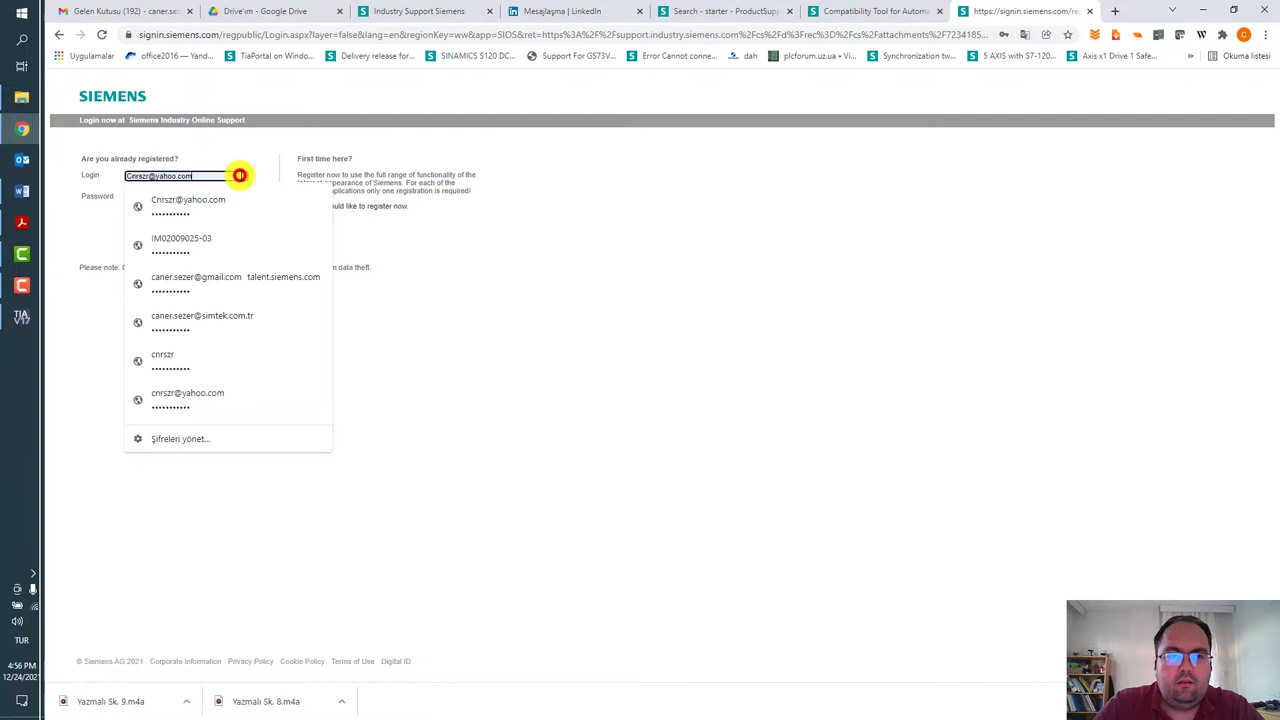 Gelen Kutusu (7) - caner.sezer
Drive'ım - Google Drive
Industry Support Siemens
Mesajlaşma | LinkedIn
Search - starter - ProductSupp
Compatibility Tool for Automat
https://signin.siemens.com/re
signin.siemens.com/regpublic/Login.aspx?layer=false&lang=en&regionKey=ww&app=SIOS&ret=https%3A%2F%2Fsupport.industry.siemens.com%2Fcs%2Fd%3Frec%3D%2Fcs%2Fattachments%2F7234185...
Uygulamalar
office2016 — Yand...
TiaPortal on Windo...
Delivery release for...
SINAMICS S120 DC...
Support For GS73V...
Error Cannot conne...
dah
plcforum.uz.ua • Vi...
Synchronization tw...
5 AXIS with S7-120...
Axis x1 Drive 1 Safe...
»
Okuma listesi
SIEMENS
Login now at Siemens Industry Online Support
Are you already registered?
First time here?
Login
Cnrszr@yahoo.com
Register now to use the full range of functionality of the
Internet appearance of Siemens. For each of the
plications only one registration is required!
Password
uld like to register now.
Cnrszr@yahoo.com
•••••••••••
IM02009025-03
•••••••••••
Please note:
m data theft.
caner.sezer@gmail.com talent.siemens.com
•••••••••••
caner.sezer@simtek.com.tr
•••••••••••
cnrszr
•••••••••••
cnrszr@yahoo.com
•••••••••••
Şifreleri yönet...
TIA
V17
TUR
4:56 PM
12/24/2021
© Siemens AG 2021 Corporate Information Privacy Policy Cookie Policy Terms of Use Digital ID
Yazmalı Sk. 9.m4a
Yazmalı Sk. 8.m4a